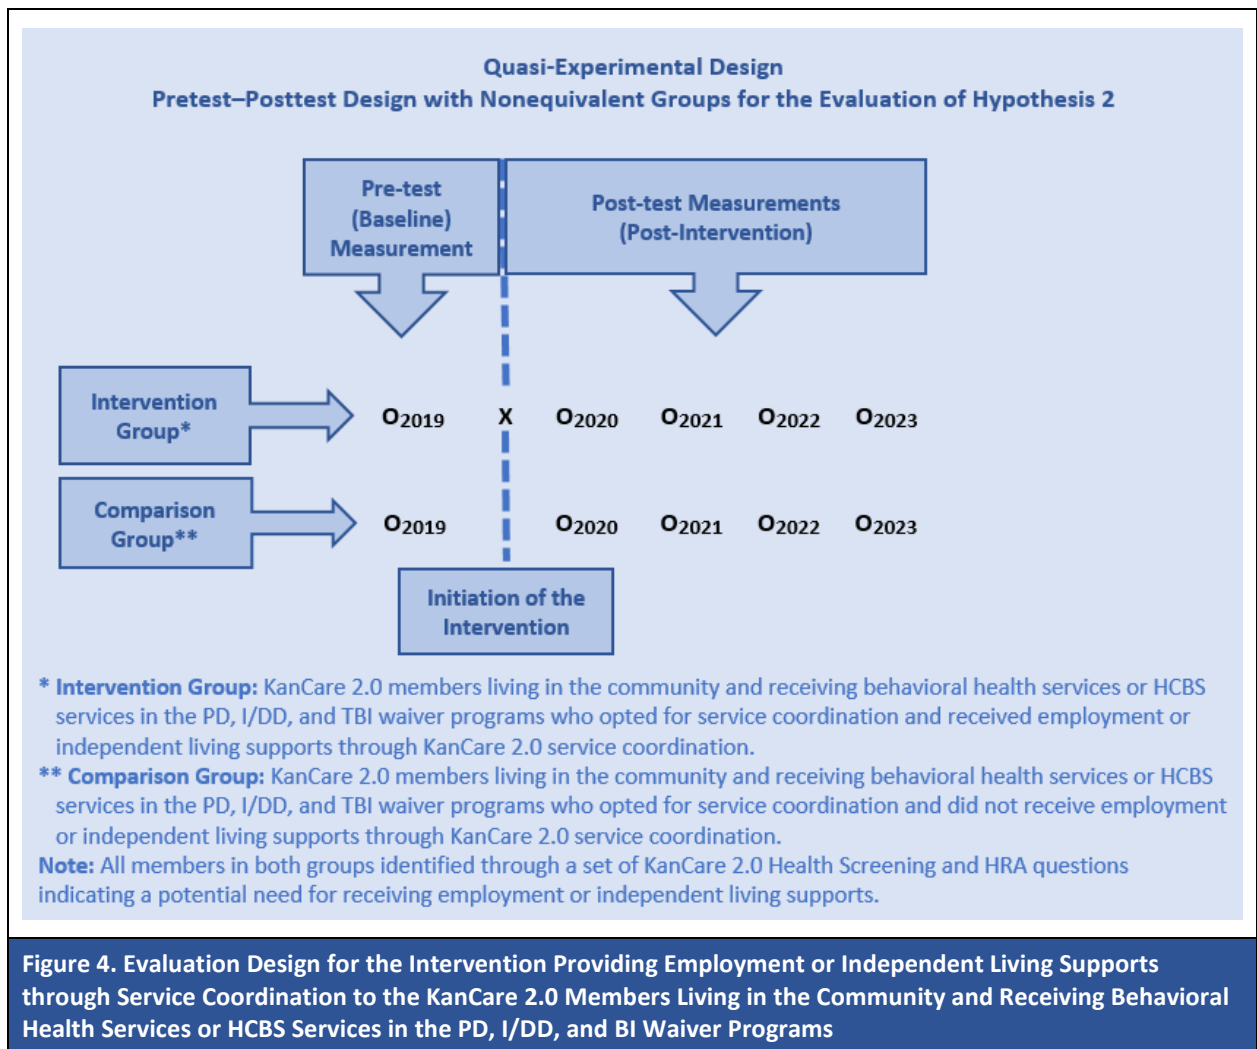 Quasi-Experimental Design
Pretest–Posttest Design with Nonequivalent Groups for the Evaluation of Hypothesis 2
Pre-test
(Baseline)
Measurement
Post-test Measurements
(Post-Intervention)
Intervention
Group*
O2019 X O2020 O2021 O2022 O2023
Comparison
Group**
O2019 O2020 O2021 O2022 O2023
Initiation of the
Intervention
* Intervention Group: KanCare 2.0 members living in the community and receiving behavioral health services or HCBS
services in the PD, I/DD, and TBI waiver programs who opted for service coordination and received employment or
independent living supports through KanCare 2.0 service coordination.
** Comparison Group: KanCare 2.0 members living in the community and receiving behavioral health services or HCBS
services in the PD, I/DD, and TBI waiver programs who opted for service coordination and did not receive employment
or independent living supports through KanCare 2.0 service coordination.
Note: All members in both groups identified through a set of KanCare 2.0 Health Screening and HRA questions
indicating a potential need for receiving employment or independent living supports.
Figure 4. Evaluation Design for the Intervention Providing Employment or Independent Living Supports
through Service Coordination to the KanCare 2.0 Members Living in the Community and Receiving Behavioral
Health Services or HCBS Services in the PD, I/DD, and BI Waiver Programs